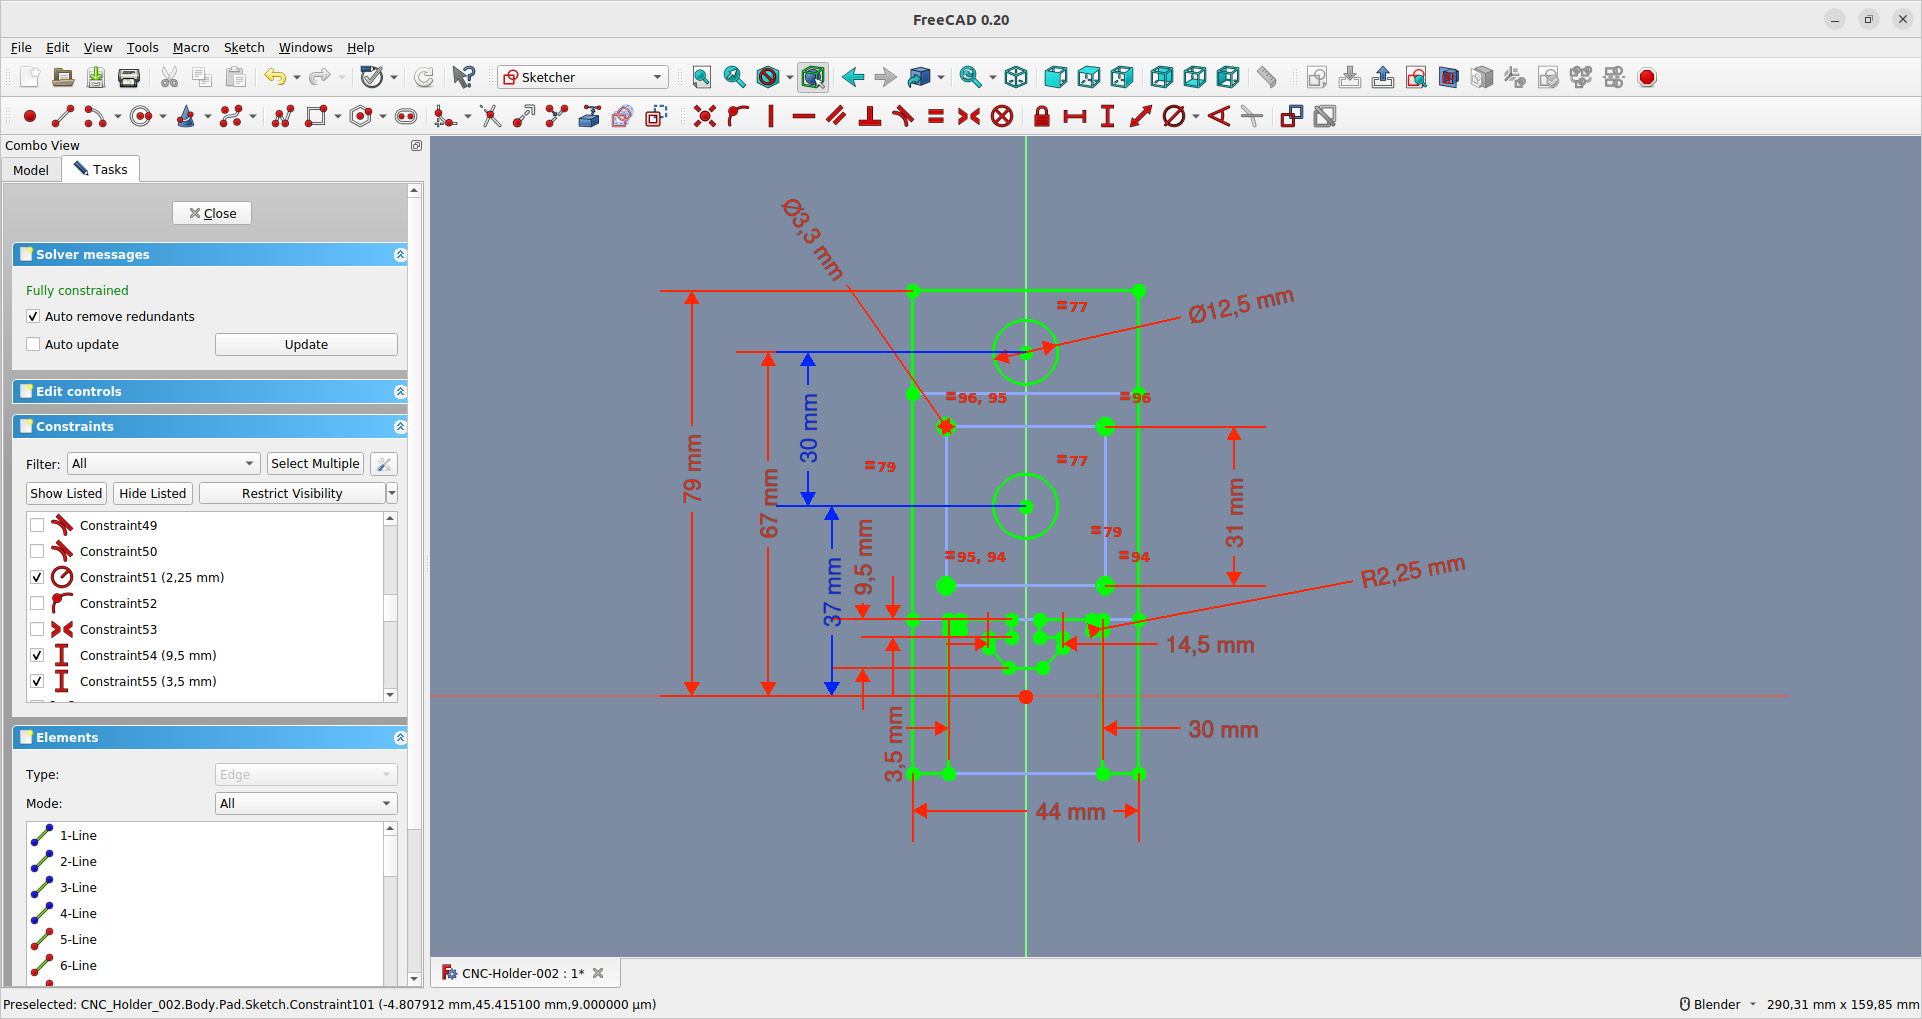 FreeCAD 0.20
File Edit View Tools Macro Sketch Windows Help
Sketcher
Combo View
Model Tasks
Close
Solver messages
Fully constrained
Auto remove redundants
Auto update Update
Edit controls
Constraints
Filter: All Select Multiple
Show Listed Hide Listed Restrict Visibility
Constraint49
Constraint50
Constraint51 (2,25 mm)
Constraint52
Constraint53
Constraint54 (9,5 mm)
Constraint55 (3,5 mm)
Elements
Type: Edge
Mode: All
1-Line
2-Line
3-Line
4-Line
5-Line
6-Line
Ø3,3 mm
Ø12,5 mm
=77
=96, 95
=96
=79
=77
=79
=95, 94
=94
79 mm
67 mm
30 mm
37 mm
9,5 mm
31 mm
R2,25 mm
14,5 mm
3,5 mm
30 mm
44 mm
CNC-Holder-002 : 1*
Preselected: CNC_Holder_002.Body.Pad.Sketch.Constraint101 (-4.807912 mm,45.415100 mm,9.000000 µm)
Blender 290,31 mm x 159,85 mm